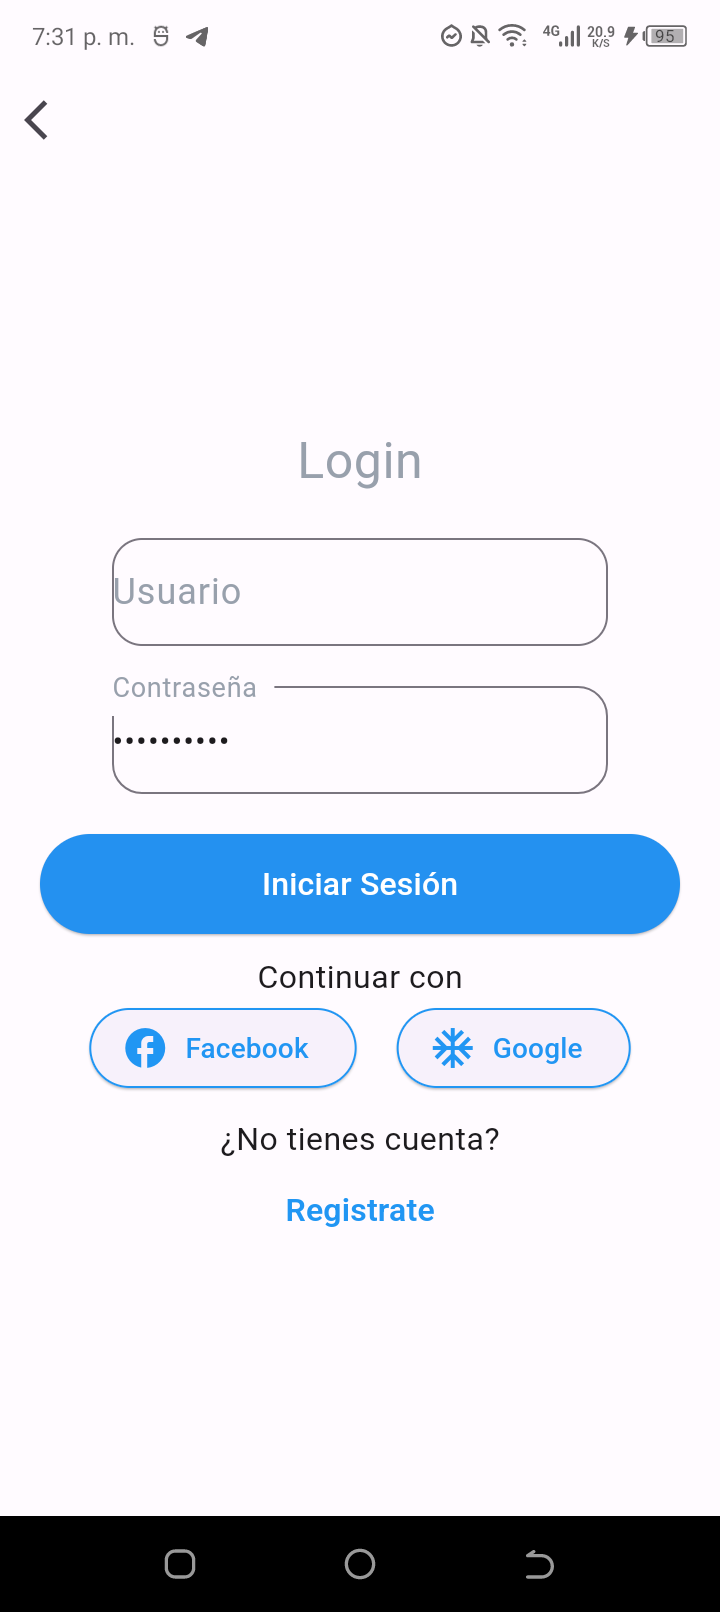 7:31 p. m. 4G 20.9 K/S 95
Login
Usuario
Contraseña
••••••••••
Iniciar Sesión
Continuar con
Facebook Google
¿No tienes cuenta?
Registrate